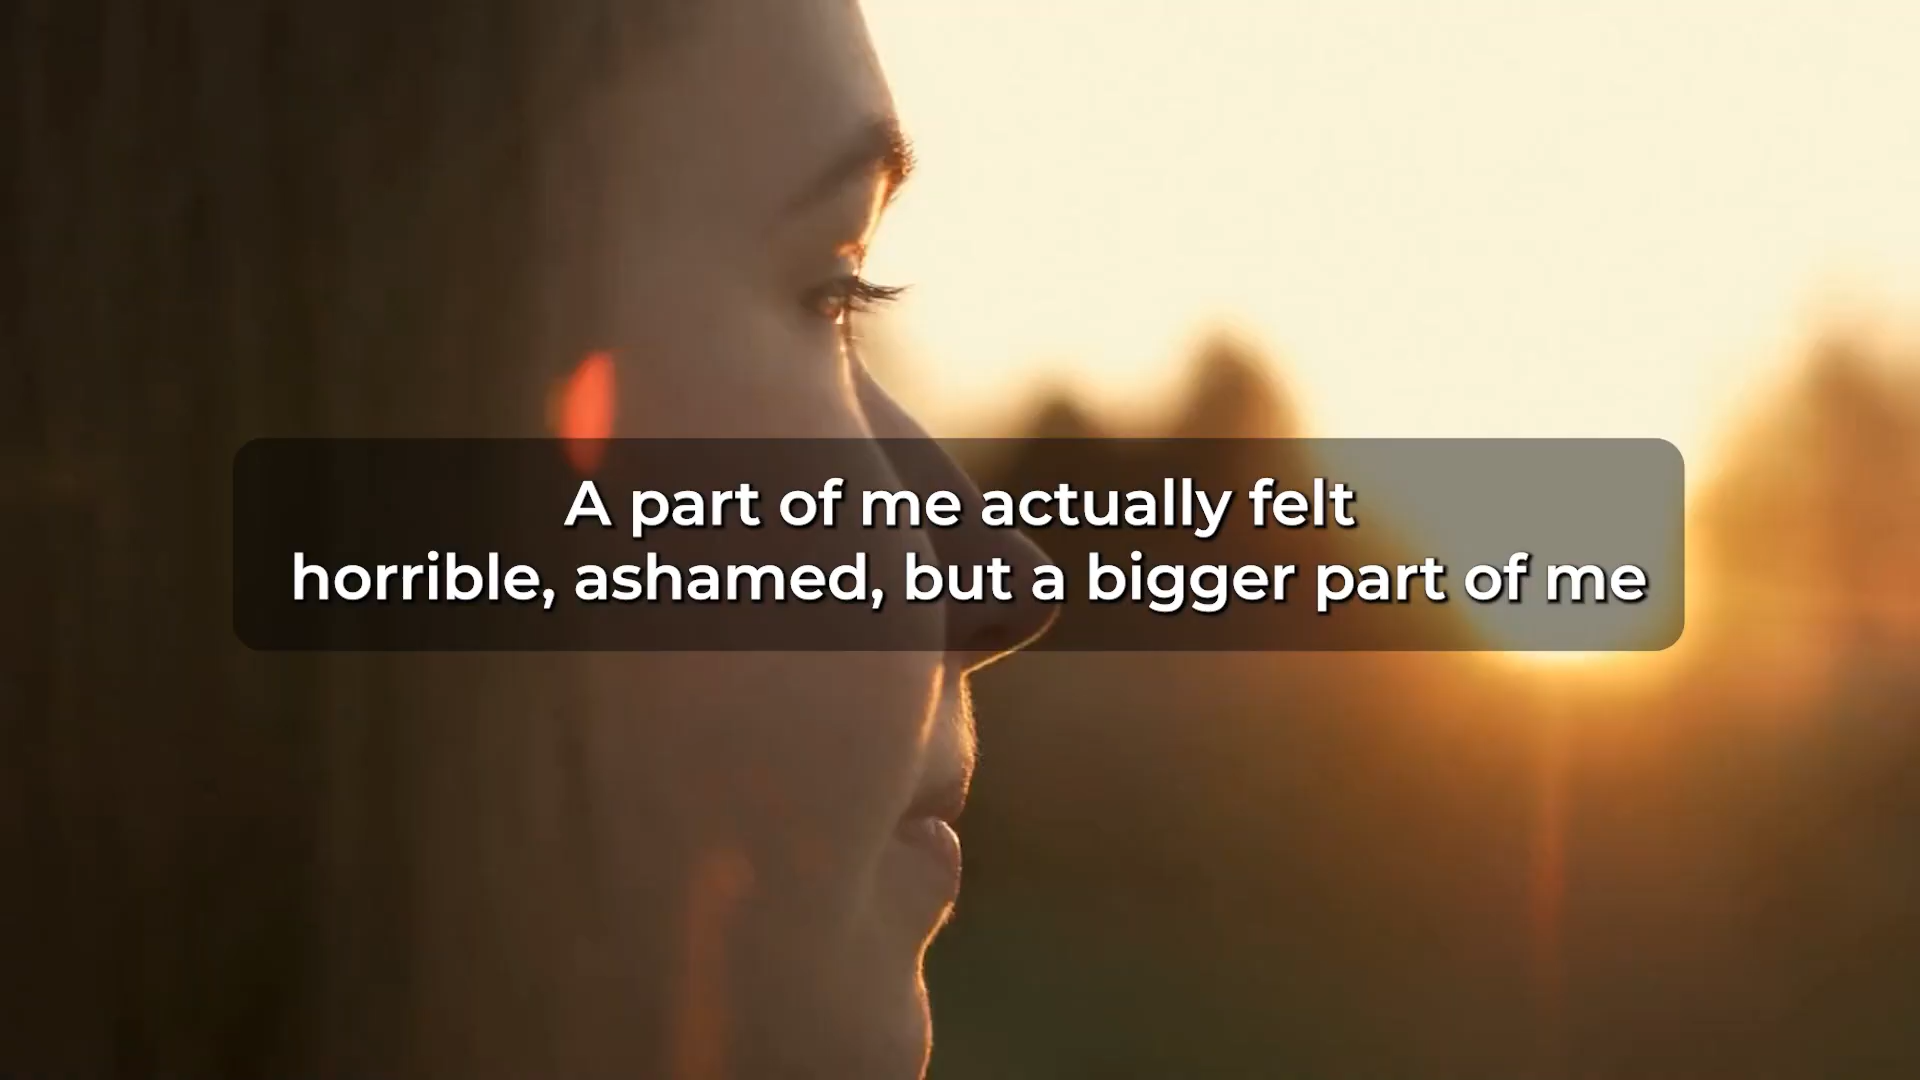 A part of me actually felt
horrible, ashamed, but a bigger part of me